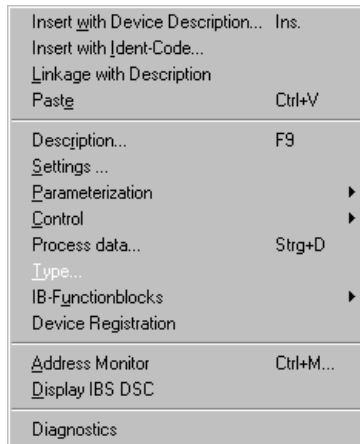 Insert with Device Description... Ins.
Insert with Ident-Code...
Linkage with Description
Paste Ctrl+V
Description... F9
Settings ...
Parameterization
Control
Process data... Strg+D
Type...
IB-Functionblocks
Device Registration
Address Monitor Ctrl+M...
Display IBS DSC
Diagnostics